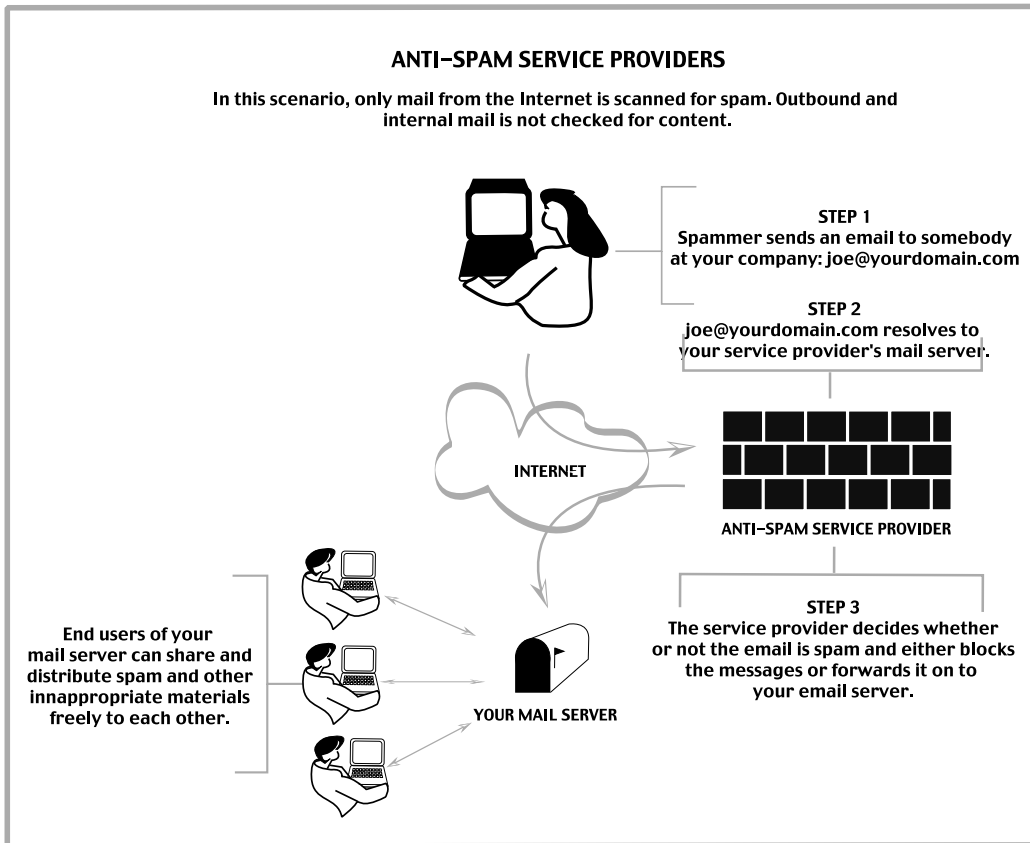 ANTI-SPAM SERVICE PROVIDERS
In this scenario, only mail from the Internet is scanned for spam. Outbound and
internal mail is not checked for content.
STEP 1
Spammer sends an email to somebody
at your company: joe@yourdomain.com
STEP 2
joe@yourdomain.com resolves to
your service provider's mail server.
INTERNET
ANTI-SPAM SERVICE PROVIDER
STEP 3
The service provider decides whether
or not the email is spam and either blocks
the messages or forwards it on to
your email server.
End users of your
mail server can share and
distribute spam and other
innappropriate materials
freely to each other.
YOUR MAIL SERVER